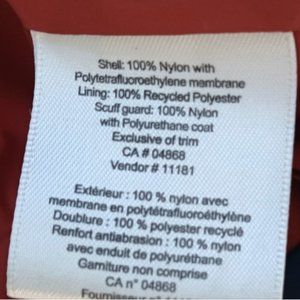 Shell: 100% Nylon with
Polytetrafluoroethylene membrane
Lining: 100% Recycled Polyester
Scuff guard: 100% Nylon
with Polyurethane coat
Exclusive of trim
CA # 04868
Vendor # 11181
Extérieur : 100 % nylon avec
membrane en polytétrafluoroéthylène
Doublure : 100 % polyester recyclé
Renfort antiabrasion : 100 % nylon
avec enduit de polyuréthane
Garniture non comprise
CA n° 04868
Fournisseur